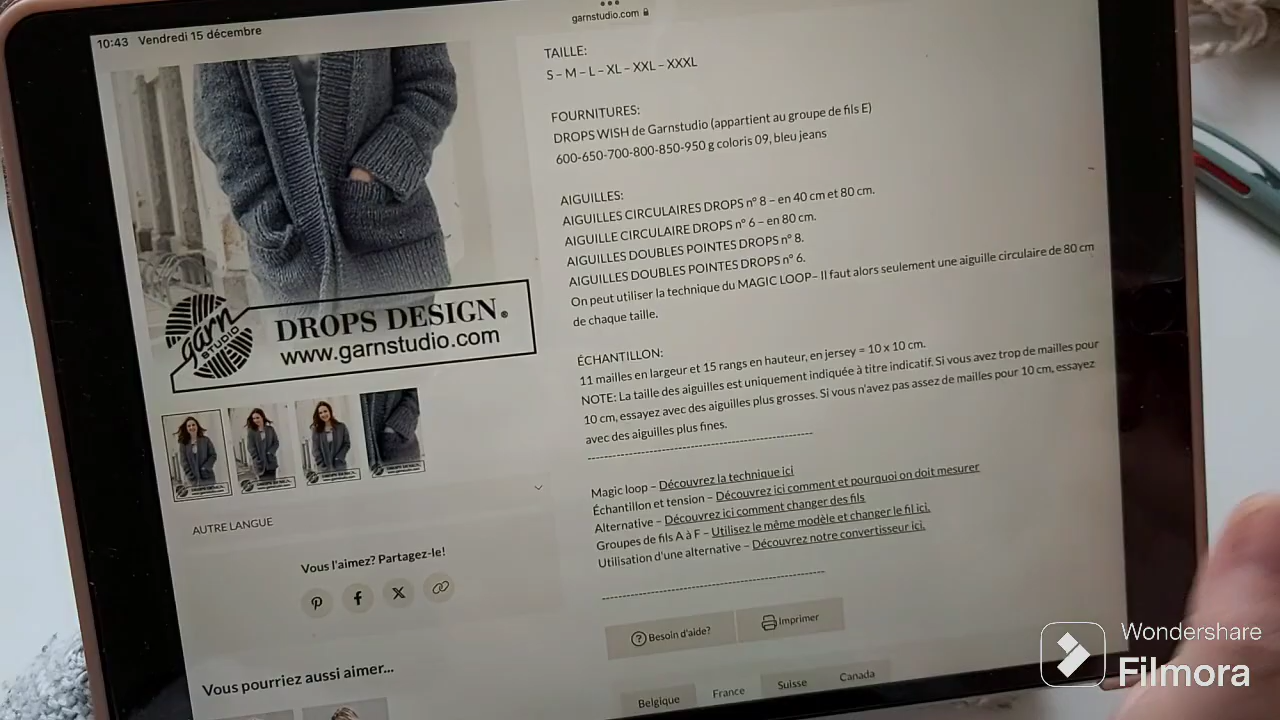 10:43 Vendredi 15 décembre
garnstudio.com
garn
STUDIO
DROPS DESIGN®
www.garnstudio.com
AUTRE LANGUE
Vous l'aimez? Partagez-le!
Vous pourriez aussi aimer...
TAILLE:
S – M – L – XL – XXL – XXXL
FOURNITURES:
DROPS WISH de Garnstudio (appartient au groupe de fils E)
600-650-700-800-850-950 g coloris 09, bleu jeans
AIGUILLES:
AIGUILLES CIRCULAIRES DROPS n° 8 – en 40 cm et 80 cm.
AIGUILLE CIRCULAIRE DROPS n° 6 – en 80 cm.
AIGUILLES DOUBLES POINTES DROPS n° 8.
AIGUILLES DOUBLES POINTES DROPS n° 6.
On peut utiliser la technique du MAGIC LOOP– Il faut alors seulement une aiguille circulaire de 80 cm
de chaque taille.
ÉCHANTILLON:
11 mailles en largeur et 15 rangs en hauteur, en jersey = 10 x 10 cm.
NOTE: La taille des aiguilles est uniquement indiquée à titre indicatif. Si vous avez trop de mailles pour
10 cm, essayez avec des aiguilles plus grosses. Si vous n'avez pas assez de mailles pour 10 cm, essayez
avec des aiguilles plus fines.
----------------------------------------------------------
Magic loop – Découvrez la technique ici
Échantillon et tension – Découvrez ici comment et pourquoi on doit mesurer
Alternative – Découvrez ici comment changer des fils
Groupes de fils A à F – Utilisez le même modèle et changer le fil ici.
Utilisation d'une alternative – Découvrez notre convertisseur ici.
----------------------------------------------------------
Besoin d'aide?
Imprimer
Belgique
France
Suisse
Canada
Wondershare
Filmora